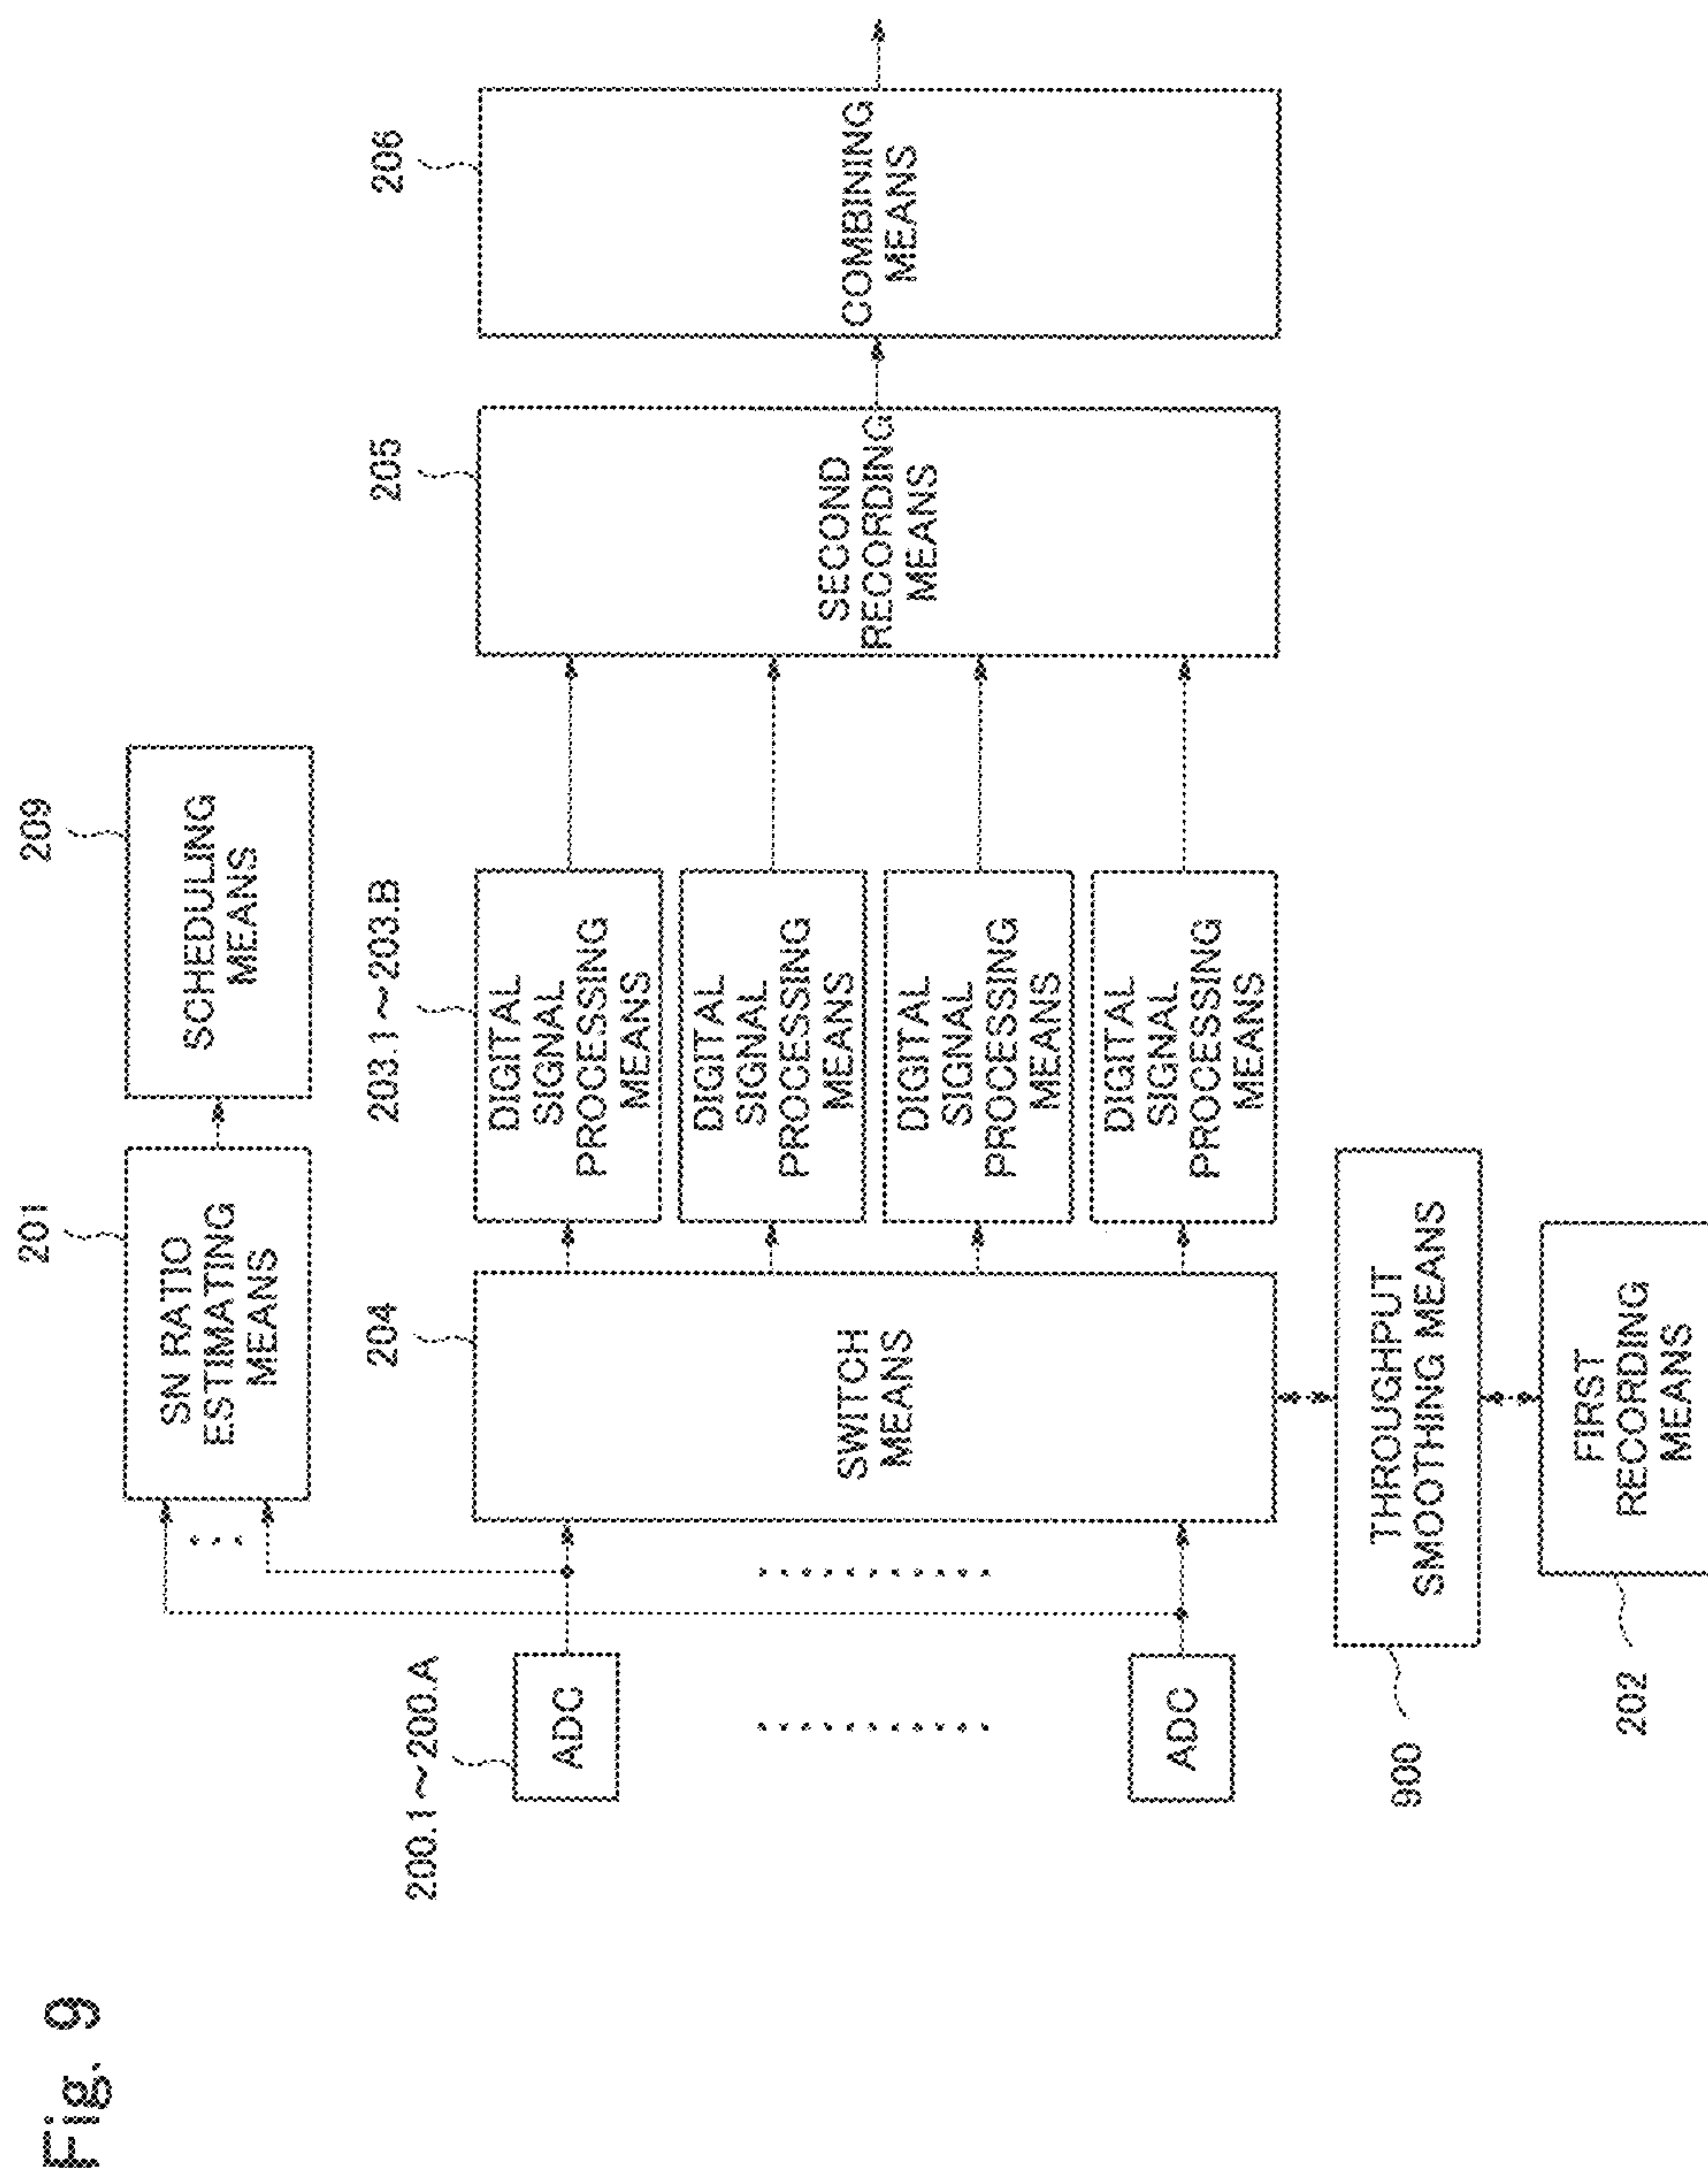 Fig. 9
200.1~200.A
ADC
ADC
201
SN RATIO
ESTIMATING
MEANS
209
SCHEDULING
MEANS
204
SWITCH
MEANS
203.1~203.B
DIGITAL
SIGNAL
PROCESSING
MEANS
DIGITAL
SIGNAL
PROCESSING
MEANS
DIGITAL
SIGNAL
PROCESSING
MEANS
DIGITAL
SIGNAL
PROCESSING
MEANS
205
SECOND
RECORDING
MEANS
206
COMBINING
MEANS
900
THROUGHPUT
SMOOTHING MEANS
202
FIRST
RECORDING
MEANS